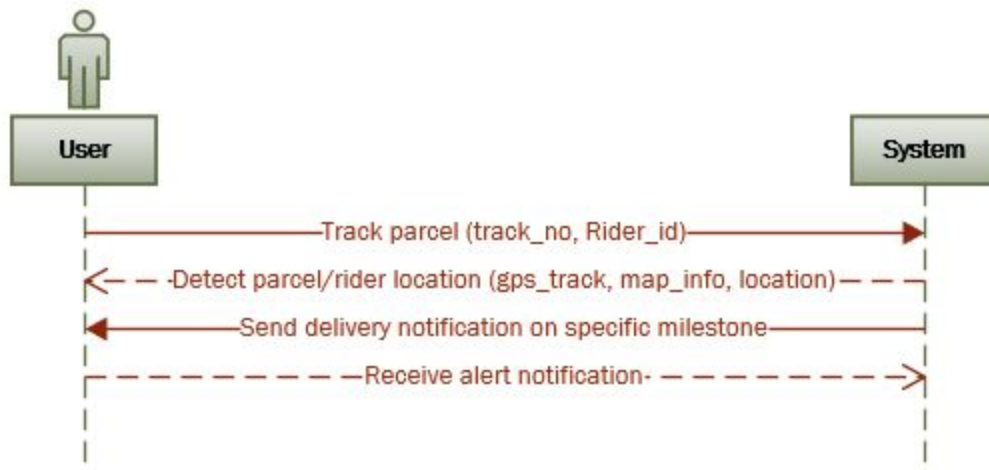 User
System
Track parcel (track_no, Rider_id)
Detect parcel/rider location (gps_track, map_info, location)
Send delivery notification on specific milestone
Receive alert notification